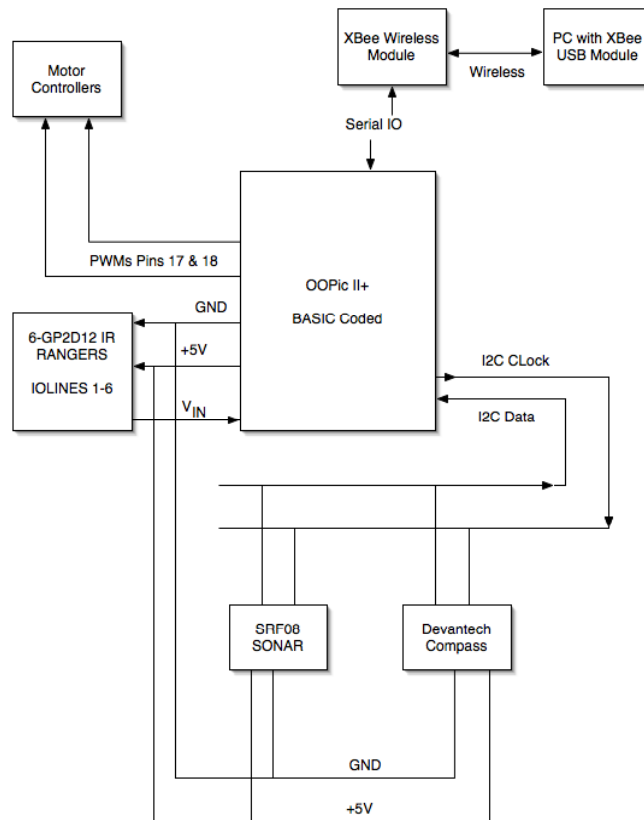 XBee Wireless
Module
PC with XBee
USB Module
Wireless
Motor
Controllers
Serial IO
OOPic II+
BASIC Coded
PWMs Pins 17 & 18
GND
6-GP2D12 IR
RANGERS
IOLINES 1-6
+5V
VIN
I2C CLock
I2C Data
SRF08
SONAR
Devantech
Compass
GND
+5V